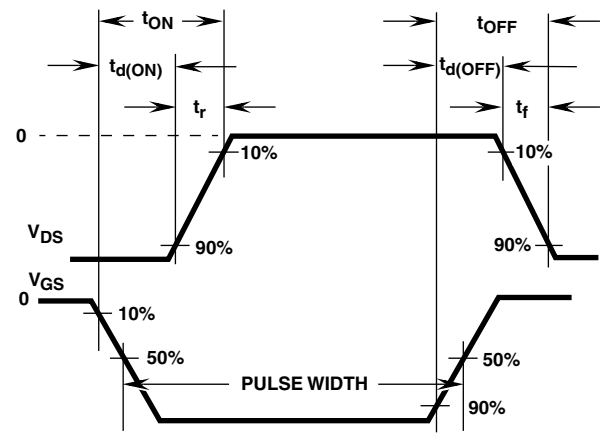 tON tOFF
td(ON) td(OFF)
tr tf
0
10% 10%
VDS 90% 90%
VGS
0
10%
50% 50%
PULSE WIDTH
90%